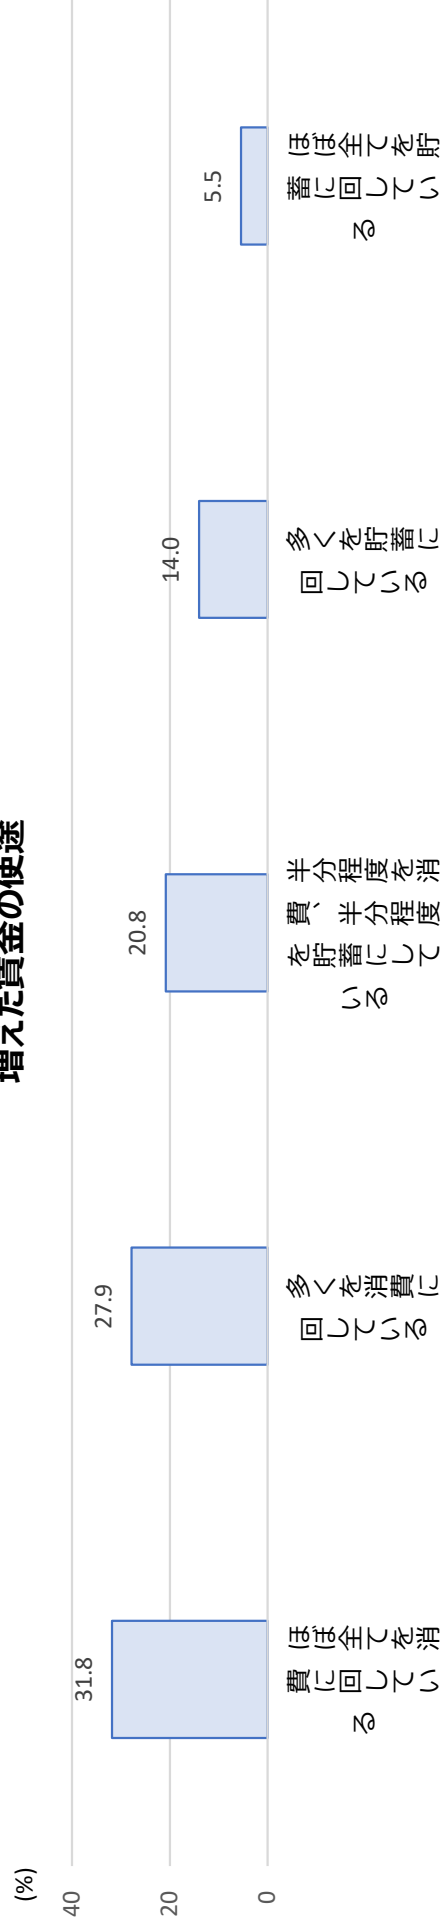 増えた賃金の使途
(%)
40
20
0
31.8
27.9
20.8
14.0
5.5
ほぼ全てを消
費に回してい
る
多くを消費に
回している
半分程度を消
費、半分程度
を貯蓄にして
いる
多くを貯蓄に
回している
ほぼ全てを貯
蓄に回してい
る